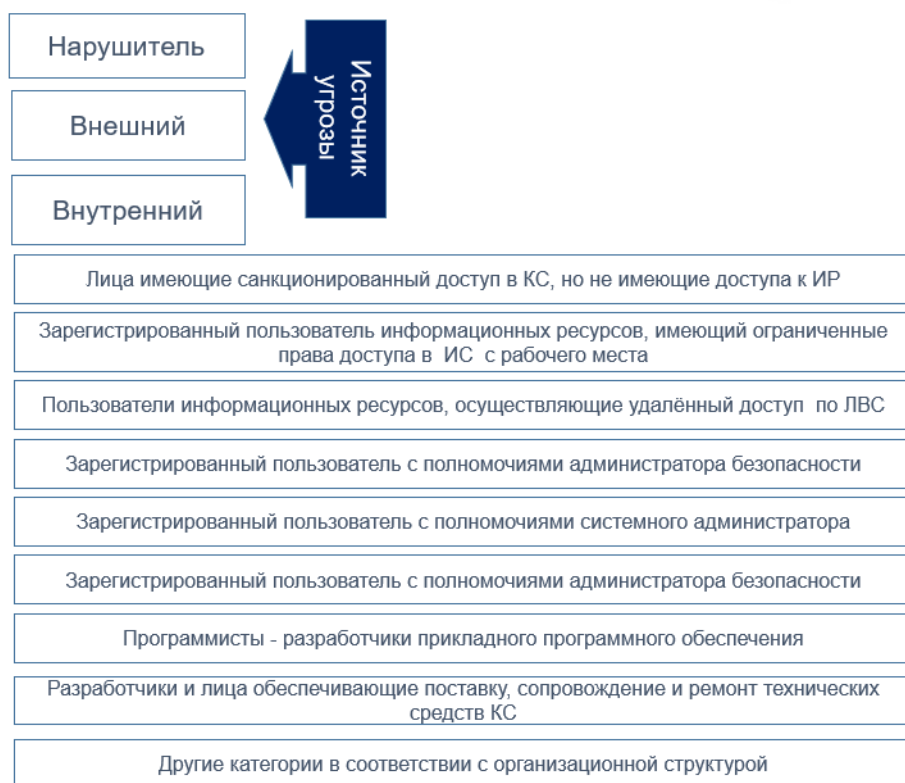 Нарушитель
Внешний
Внутренний
Источник
угрозы
Лица имеющие санкционированный доступ в КС, но не имеющие доступа к ИР
Зарегистрированный пользователь информационных ресурсов, имеющий ограниченные
права доступа в ИС с рабочего места
Пользователи информационных ресурсов, осуществляющие удалённый доступ по ЛВС
Зарегистрированный пользователь с полномочиями администратора безопасности
Зарегистрированный пользователь с полномочиями системного администратора
Зарегистрированный пользователь с полномочиями администратора безопасности
Программисты - разработчики прикладного программного обеспечения
Разработчики и лица обеспечивающие поставку, сопровождение и ремонт технических
средств КС
Другие категории в соответствии с организационной структурой